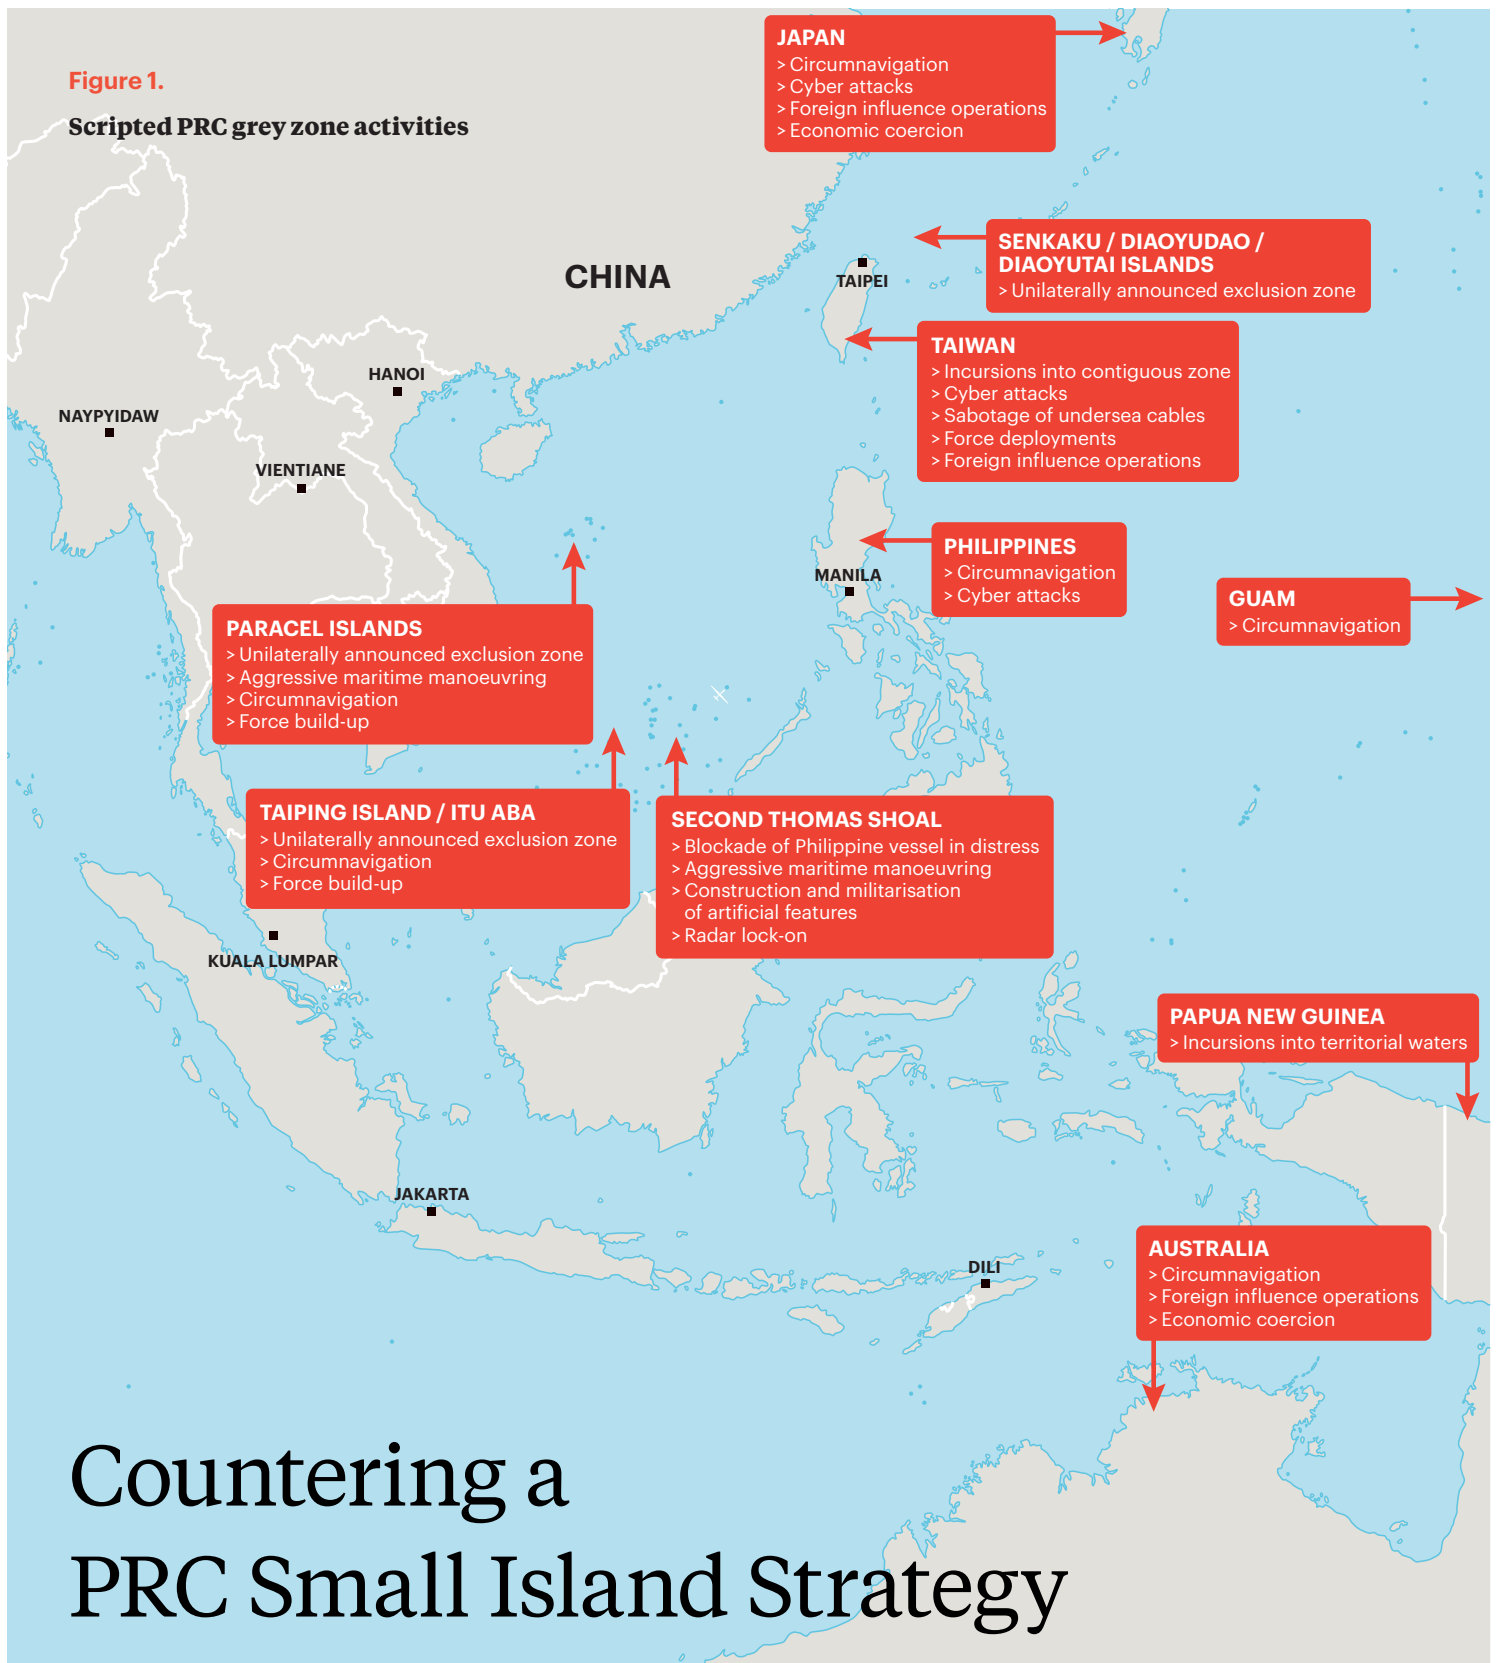 Figure 1.
Scripted PRC grey zone activities
JAPAN
> Circumnavigation
> Cyber attacks
> Foreign influence operations
> Economic coercion
SENKAKU / DIAOYUDAO /
DIAOYUTAI ISLANDS
> Unilaterally announced exclusion zone
CHINA
TAIPEI
TAIWAN
> Incursions into contiguous zone
> Cyber attacks
> Sabotage of undersea cables
> Force deployments
> Foreign influence operations
HANOI
NAYPYIDAW
VIENTIANE
PHILIPPINES
> Circumnavigation
> Cyber attacks
MANILA
GUAM
> Circumnavigation
PARACEL ISLANDS
> Unilaterally announced exclusion zone
> Aggressive maritime manoeuvring
> Circumnavigation
> Force build-up
TAIPING ISLAND / ITU ABA
> Unilaterally announced exclusion zone
> Circumnavigation
> Force build-up
SECOND THOMAS SHOAL
> Blockade of Philippine vessel in distress
> Aggressive maritime manoeuvring
> Construction and militarisation
of artificial features
> Radar lock-on
KUALA LUMPAR
PAPUA NEW GUINEA
> Incursions into territorial waters
JAKARTA
DILI
AUSTRALIA
> Circumnavigation
> Foreign influence operations
> Economic coercion
Countering a
PRC Small Island Strategy